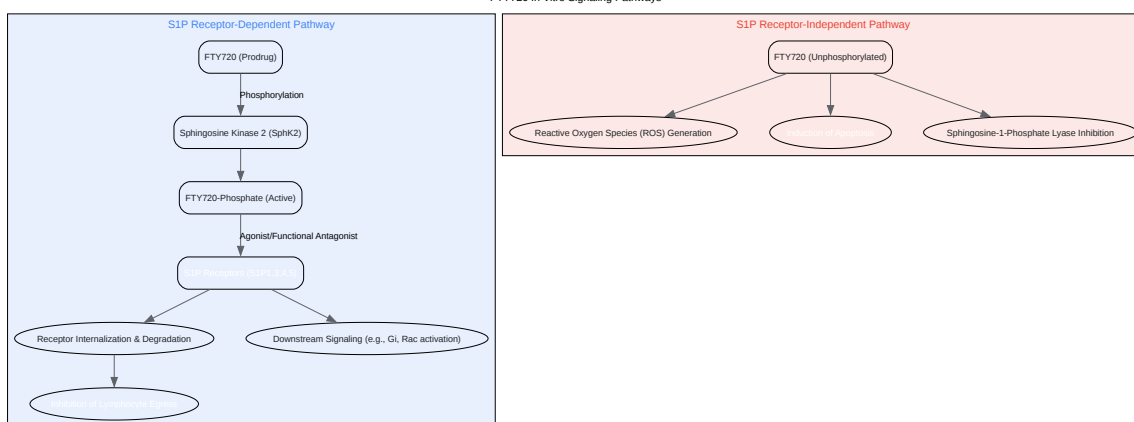 FTY720 In Vitro Signaling Pathways
S1P Receptor-Dependent Pathway
FTY720 (Prodrug)
Phosphorylation
Sphingosine Kinase 2 (SphK2)
FTY720-Phosphate (Active)
Agonist/Functional Antagonist
S1P Receptors (S1P1,3,4,5)
Receptor Internalization & Degradation
Downstream Signaling (e.g., Gi, Rac activation)
Inhibition of Lymphocyte Egress
S1P Receptor-Independent Pathway
FTY720 (Unphosphorylated)
Reactive Oxygen Species (ROS) Generation
Induction of Apoptosis
Sphingosine-1-Phosphate Lyase Inhibition